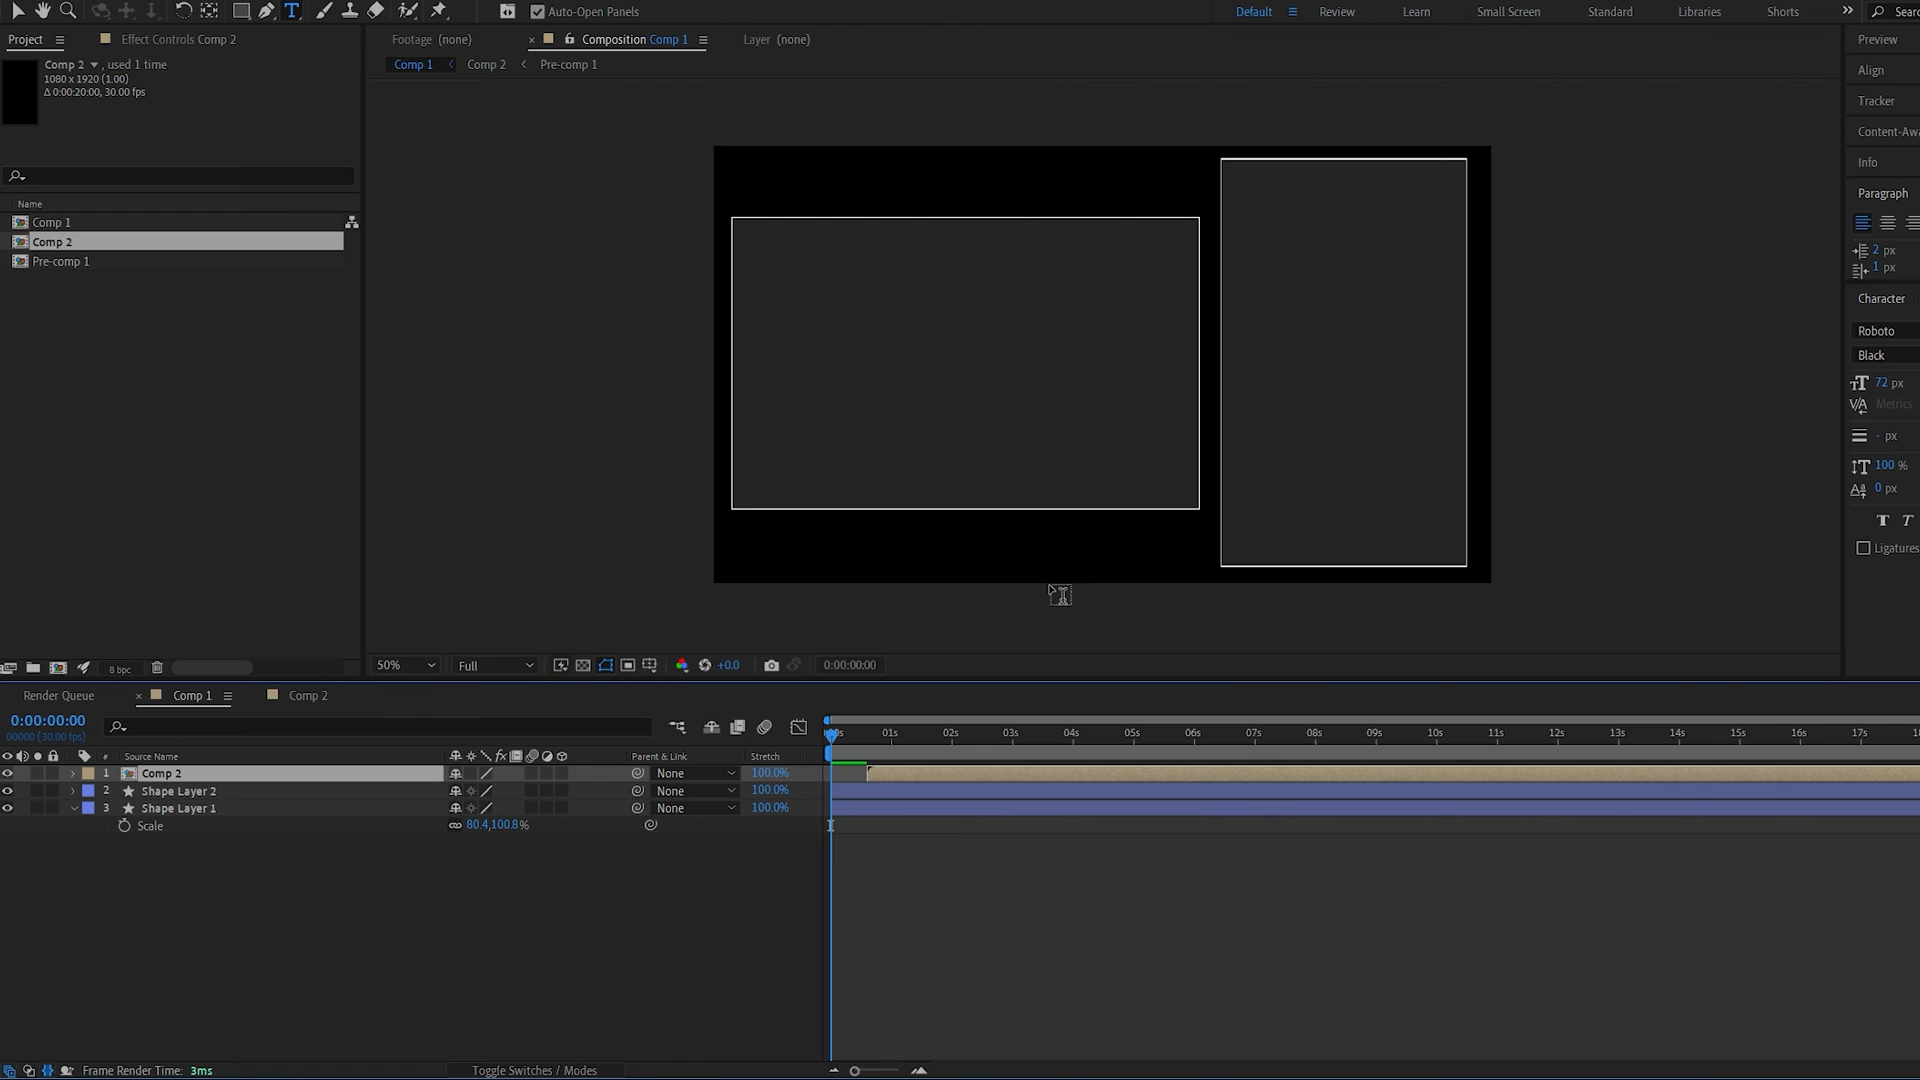 Auto-Open Panels
Default
Review
Learn
Small Screen
Standard
Libraries
Shorts
Project
Effect Controls Comp 2
Footage (none)
× Composition Comp 1
Layer (none)
Preview
Comp 2 , used 1 time
1080 x 1920 (1.00)
Δ 0:00:20:00, 30.00 fps
Comp 1 < Comp 2 < Pre-comp 1
Align
Tracker
Info
Paragraph
Name
Comp 1
Comp 2
Pre-comp 1
2 px
1 px
Character
Roboto
Black
72 px
Metrics
- px
100 %
0 px
T T
Ligatures
8 bpc
50%
Full
+0.0
0:00:00:00
Render Queue
× Comp 1
Comp 2
0:00:00:00
00000 (30.00 fps)
01s 02s 03s 04s 05s 06s 07s 08s 09s 10s 11s 12s 13s 14s 15s 16s 17s
# Source Name
Parent & Link
Stretch
1 Comp 2 None 100.0%
2 Shape Layer 2 None 100.0%
3 Shape Layer 1 None 100.0%
Scale 80.4,100.8%
Frame Render Time: 3ms
Toggle Switches / Modes